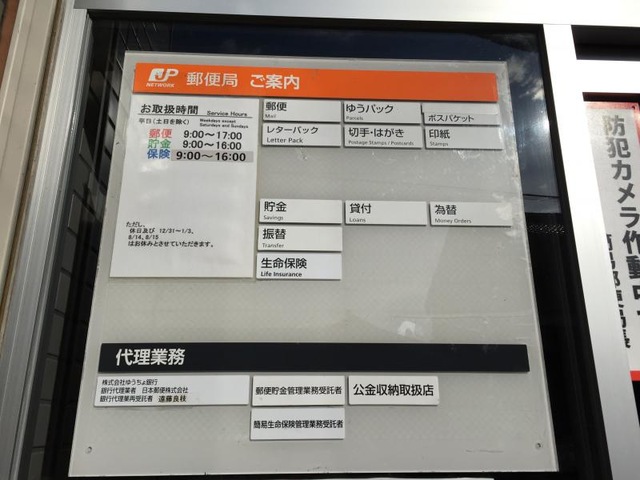 JP
NETWORK
郵便局 ご案内
お取扱時間 Service Hours
平日(土日を除く) Weekdays except Saturdays and Sundays
郵便 9:00〜17:00
貯金 9:00〜16:00
保険 9:00〜16:00
ただし、
休日及び 12/31〜1/3、
8/14、8/15
はお休みとさせていただきます。
郵便
Mail
ゆうパック
Parcels
ポスパケット
レターパック
Letter Pack
切手・はがき
Postage Stamps / Postcards
印紙
Stamps
貯金
Savings
貸付
Loans
為替
Money Orders
振替
Transfer
生命保険
Life Insurance
代理業務
株式会社ゆうちょ銀行
銀行代理業者 日本郵便株式会社
銀行代理業再受託者 遠藤良枝
郵便貯金管理業務受託者
公金収納取扱店
簡易生命保険管理業務受託者
防犯カメラ作動中